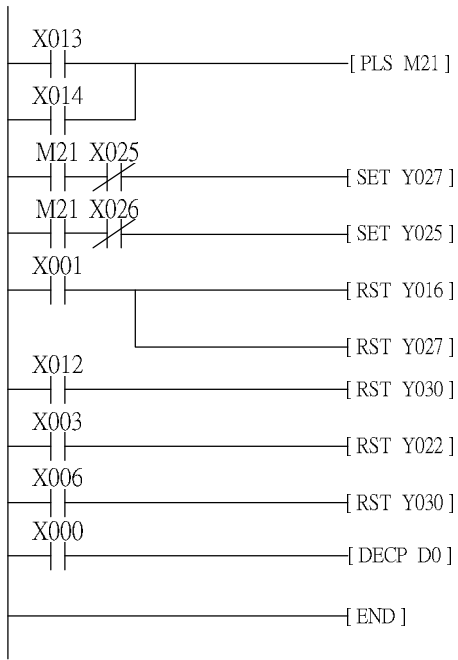 X013
[ PLS M21 ]
X014
M21 X025
[ SET Y027 ]
M21 X026
[ SET Y025 ]
X001
[ RST Y016 ]
[ RST Y027 ]
X012
[ RST Y030 ]
X003
[ RST Y022 ]
X006
[ RST Y030 ]
X000
[ DECP D0 ]
[ END ]